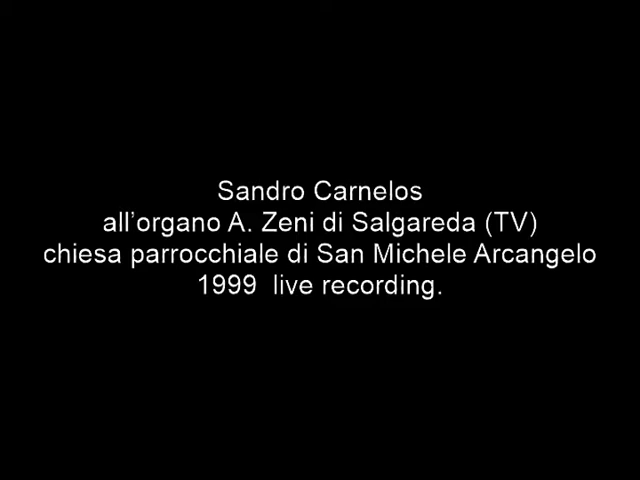 Sandro Carnelos
all’organo A. Zeni di Salgareda (TV)
chiesa parrocchiale di San Michele Arcangelo
1999  live recording.